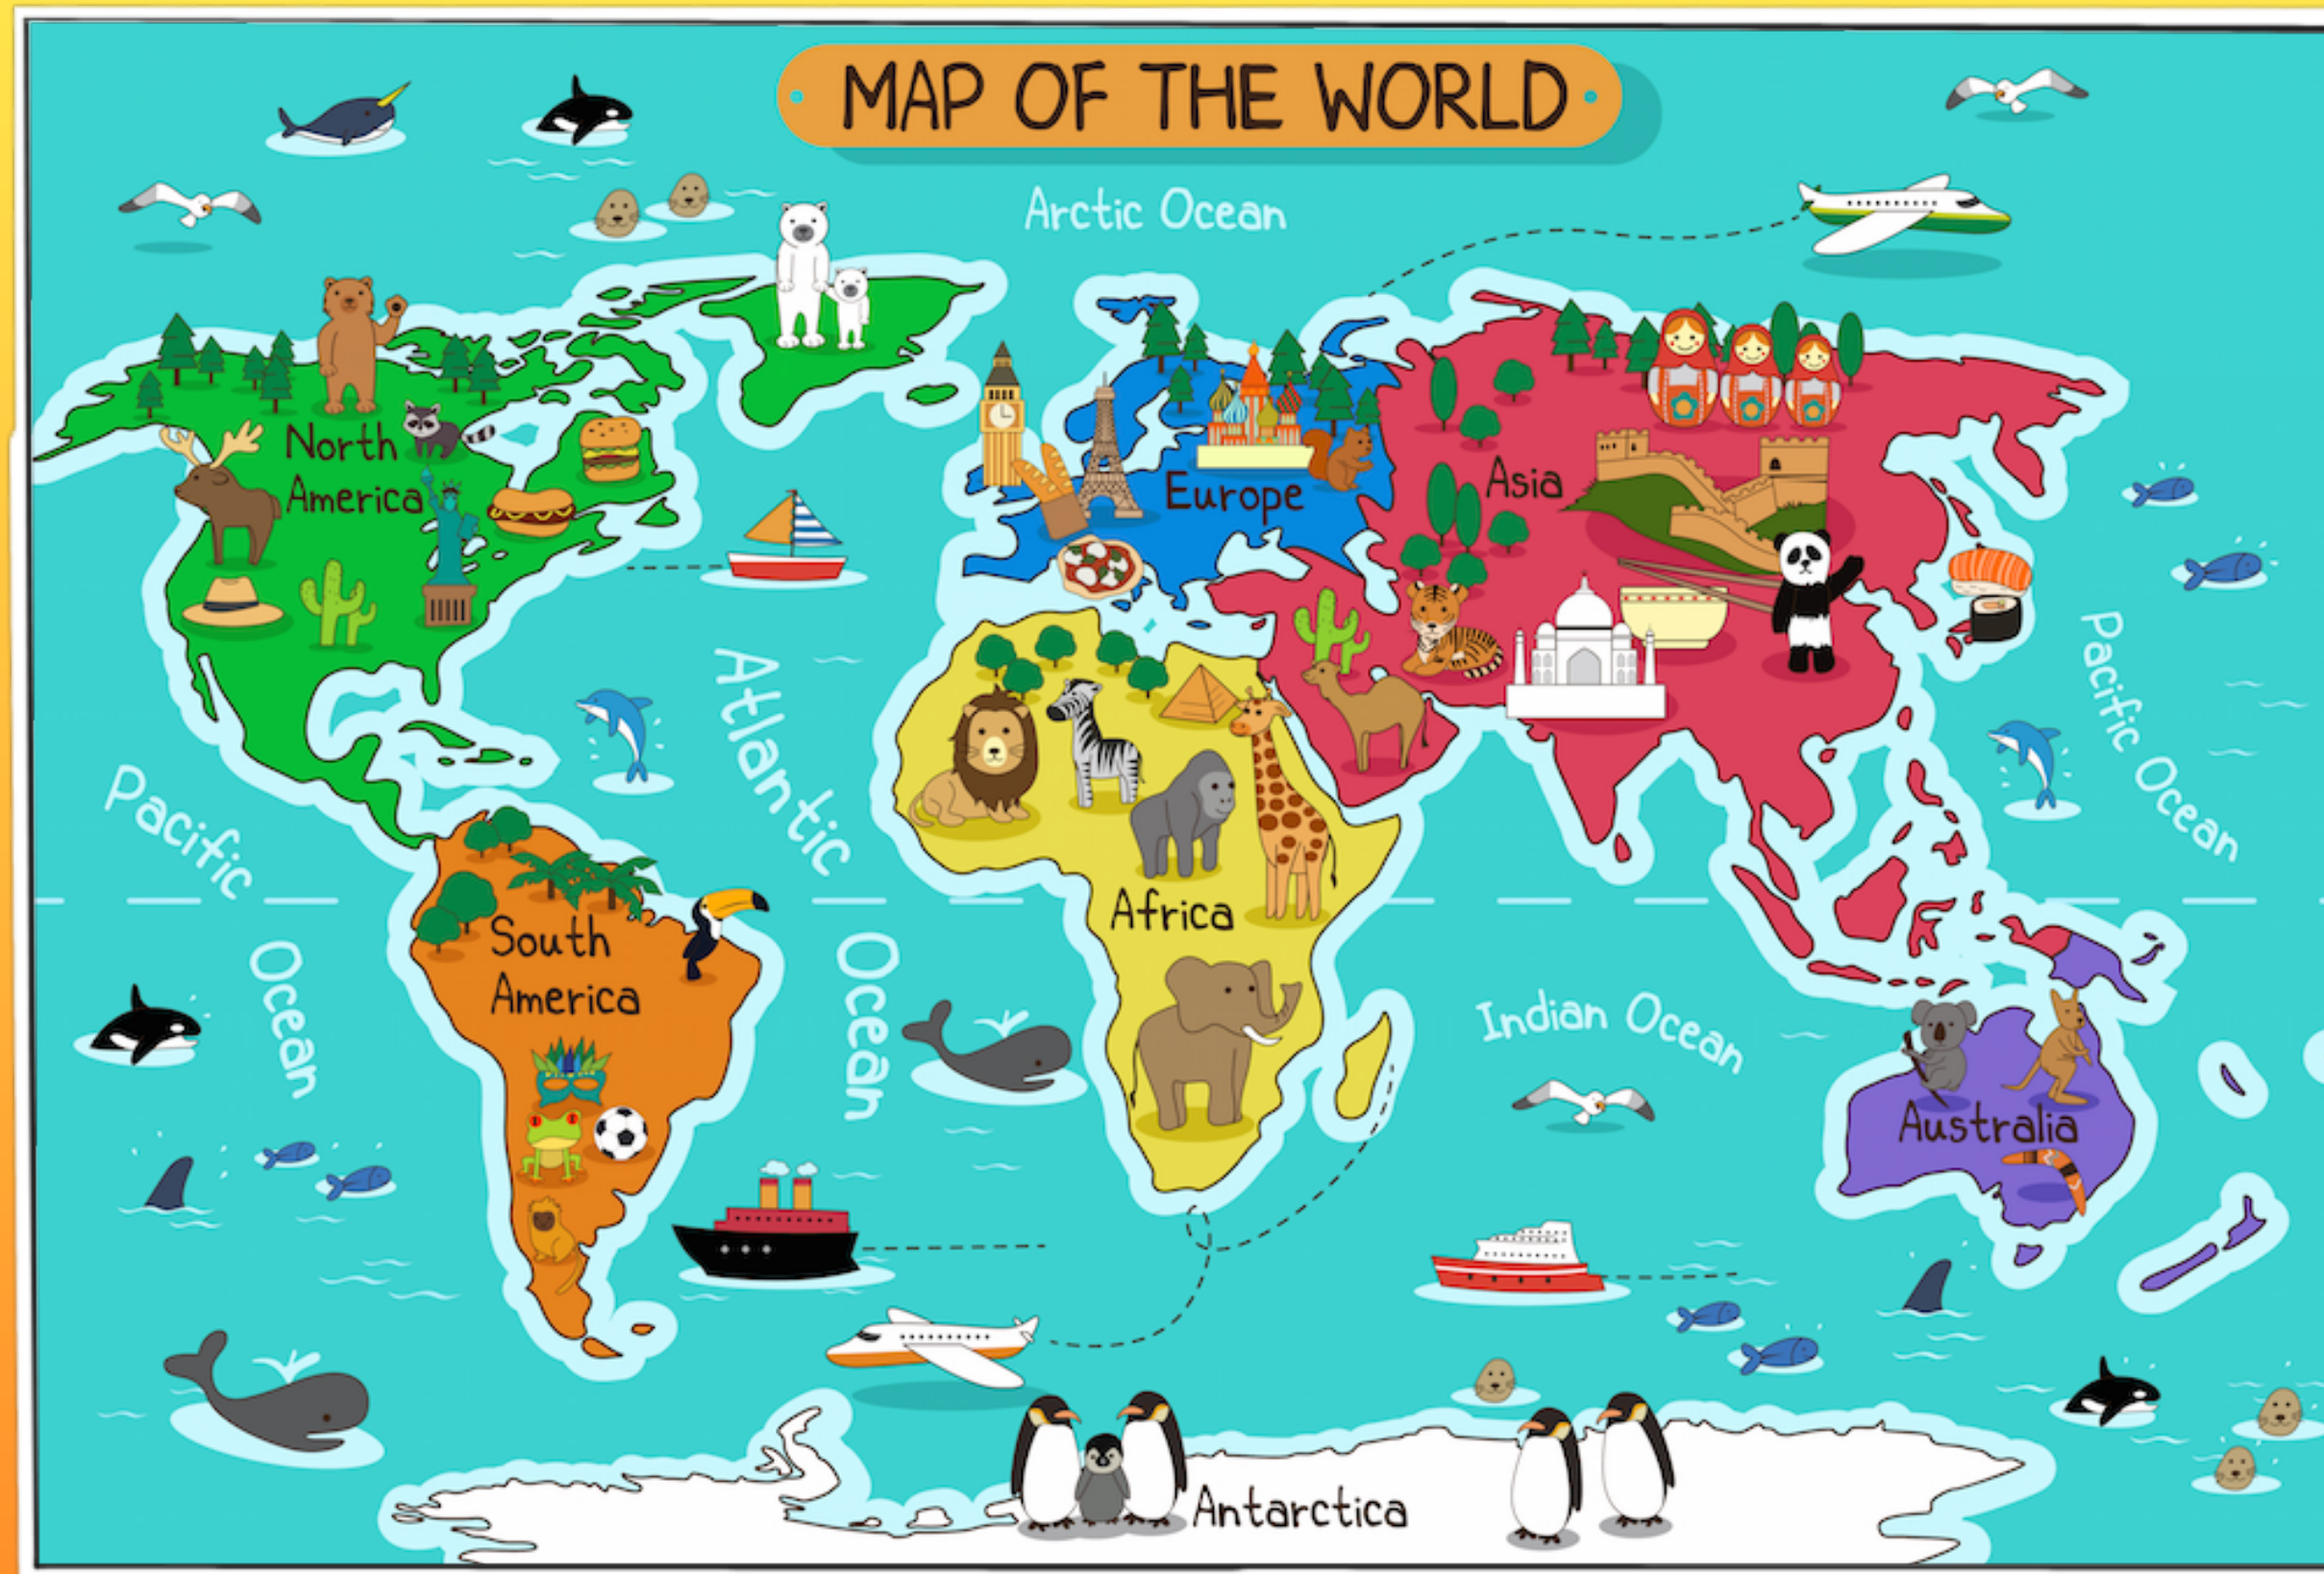 MAP OF THE WORLD
Arctic Ocean
North
America
Europe
Asia
Atlantic
Ocean
Pacific
Ocean
Pacific Ocean
Africa
South
America
Indian Ocean
Australia
Antarctica